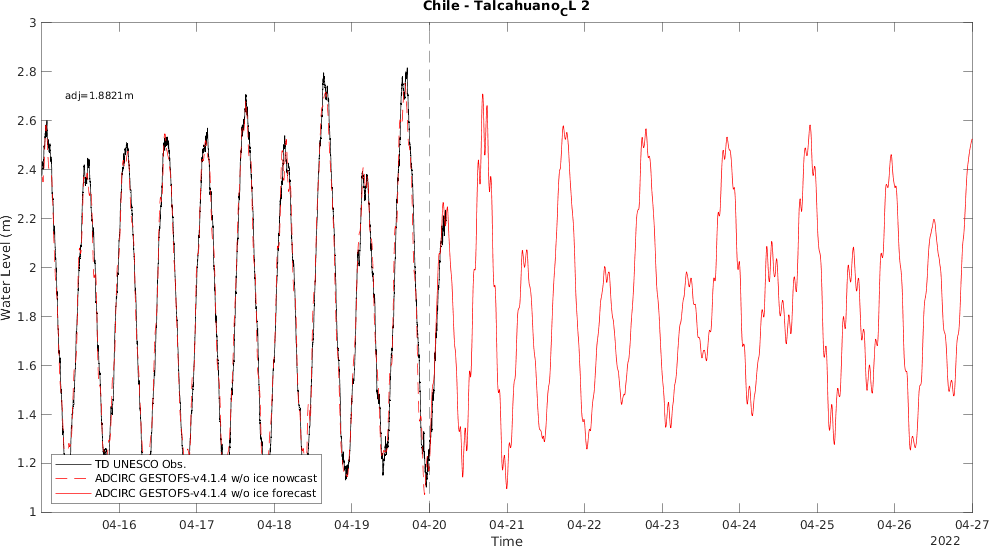 Chile - TalcahuanoCL 2
3
2.8
2.6
2.4
2.2
2
1.8
1.6
1.4
1.2
1
Water Level (m)
adj=1.8821m
TD UNESCO Obs.
ADCIRC GESTOFS-v4.1.4 w/o ice nowcast
ADCIRC GESTOFS-v4.1.4 w/o ice forecast
04-16 04-17 04-18 04-19 04-20 04-21 04-22 04-23 04-24 04-25 04-26 04-27
Time
2022